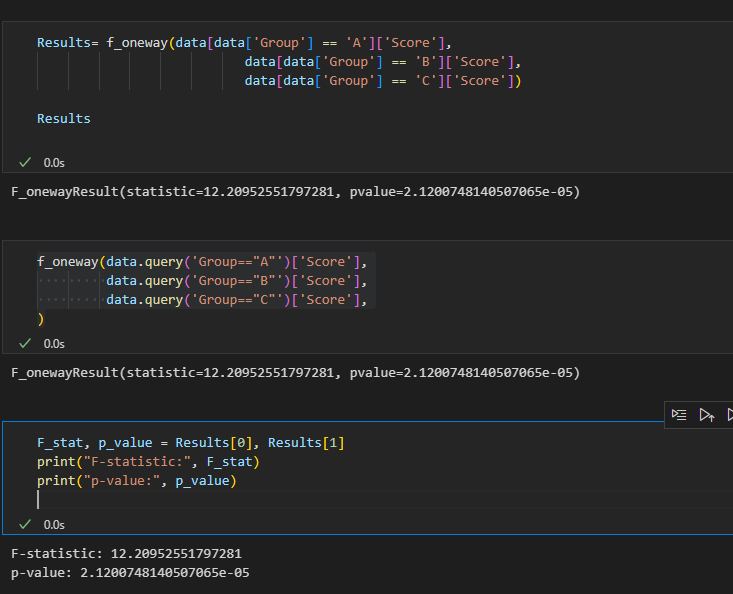 Results= f_oneway(data[data['Group'] == 'A']['Score'],
data[data['Group'] == 'B']['Score'],
data[data['Group'] == 'C']['Score'])
Results
0.0s
F_onewayResult(statistic=12.20952551797281, pvalue=2.1200748140507065e-05)
f_oneway(data.query('Group=="A"')['Score'],
data.query('Group=="B"')['Score'],
data.query('Group=="C"')['Score'],
)
0.0s
F_onewayResult(statistic=12.20952551797281, pvalue=2.1200748140507065e-05)
F_stat, p_value = Results[0], Results[1]
print("F-statistic:", F_stat)
print("p-value:", p_value)
0.0s
F-statistic: 12.20952551797281
p-value: 2.1200748140507065e-05